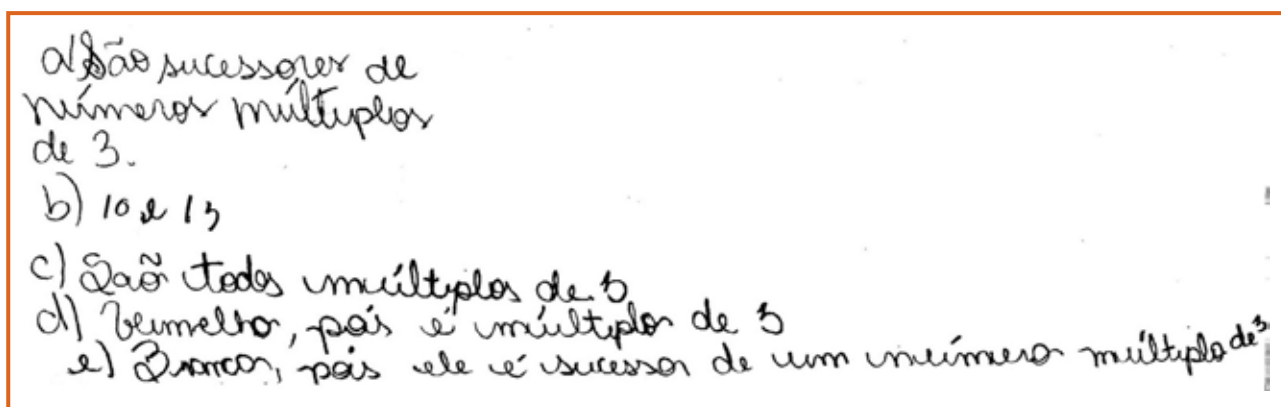 a) São sucessores de
números múltiplos
de 3.
b) 10 e 13
c) São todos múltiplos de 3
d) Vermelho, pois é múltiplo de 3
e) Branco, pois ele é sucessor de um número múltiplo de 3